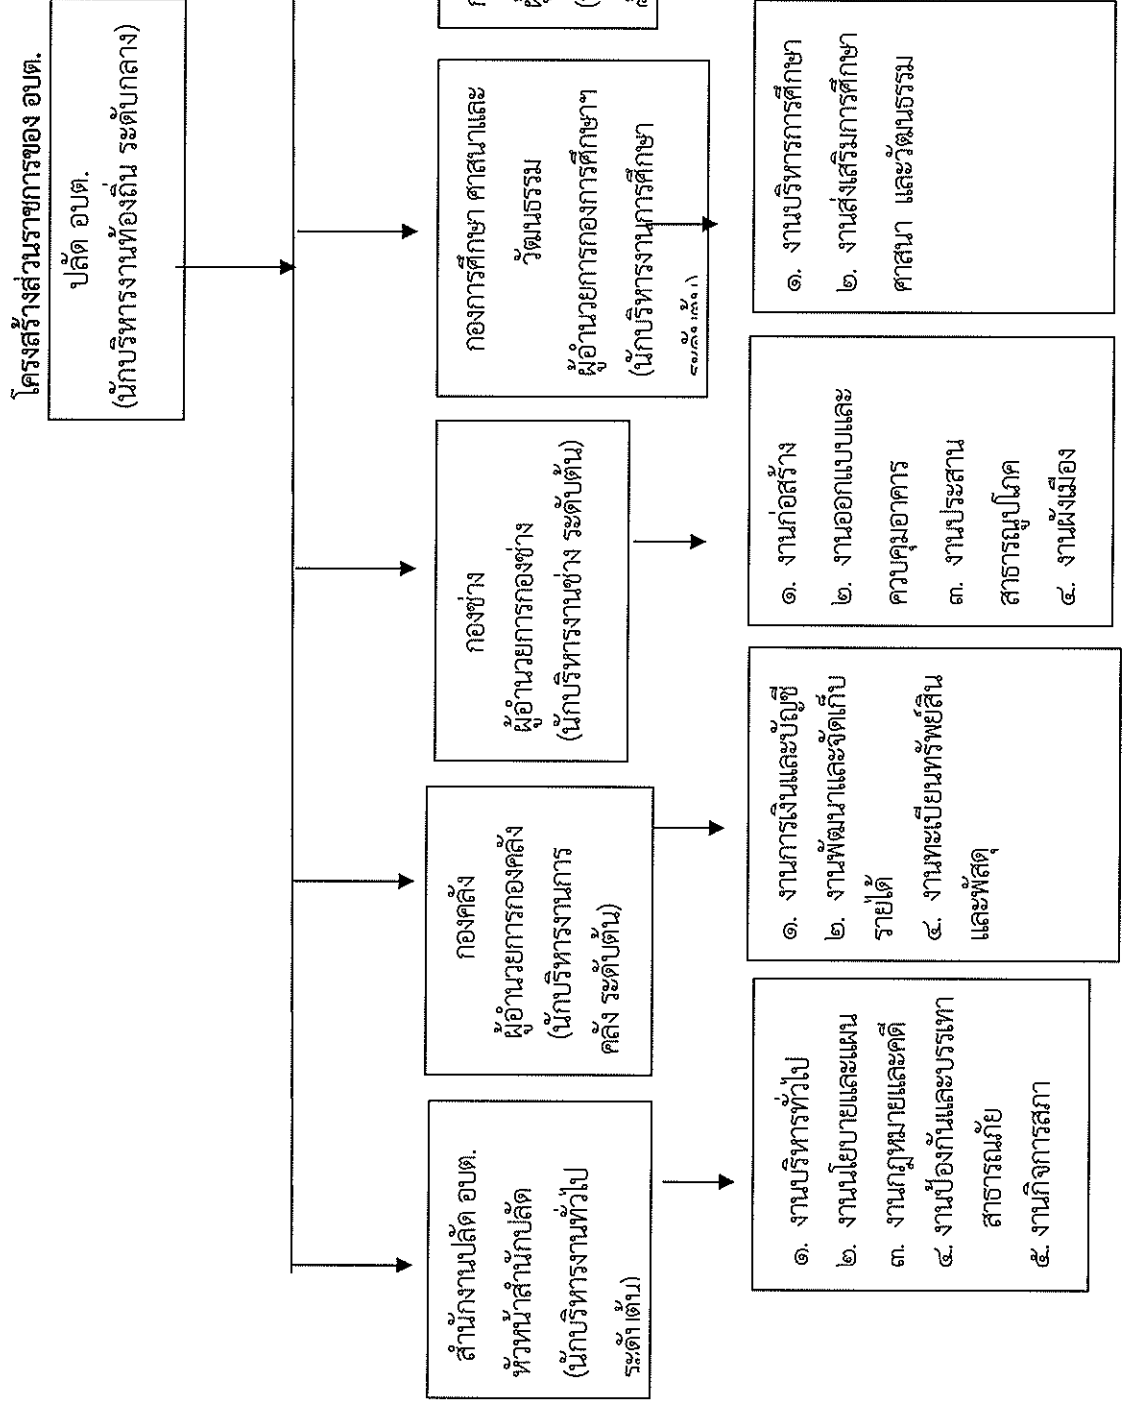 โครงสร้างส่วนราชการของ อบต.
ปลัด อบต.
(นักบริหารงานท้องถิ่น ระดับกลาง)
สำนักงานปลัด อบต.
หัวหน้าสำนักปลัด
(นักบริหารงานทั่วไป
ระดับต้น)
กองคลัง
ผู้อำนวยการกองคลัง
(นักบริหารงานการ
คลัง ระดับต้น)
กองช่าง
ผู้อำนวยการกองช่าง
(นักบริหารงานช่าง ระดับต้น)
กองการศึกษา ศาสนาและ
วัฒนธรรม
ผู้อำนวยการกองการศึกษาฯ
(นักบริหารงานการศึกษา
ระดับต้น)
๑. งานบริหารทั่วไป
๒. งานนโยบายและแผน
๓. งานกฎหมายและคดี
๔. งานป้องกันและบรรเทา
สาธารณภัย
๕. งานกิจการสภา
๑. งานการเงินและบัญชี
๒. งานพัฒนาและจัดเก็บ
รายได้
๔. งานทะเบียนทรัพย์สิน
และพัสดุ
๑. งานก่อสร้าง
๒. งานออกแบบและ
ควบคุมอาคาร
๓. งานประสาน
สาธารณูปโภค
๔. งานผังเมือง
๑. งานบริหารการศึกษา
๒. งานส่งเสริมการศึกษา
ศาสนา และวัฒนธรรม